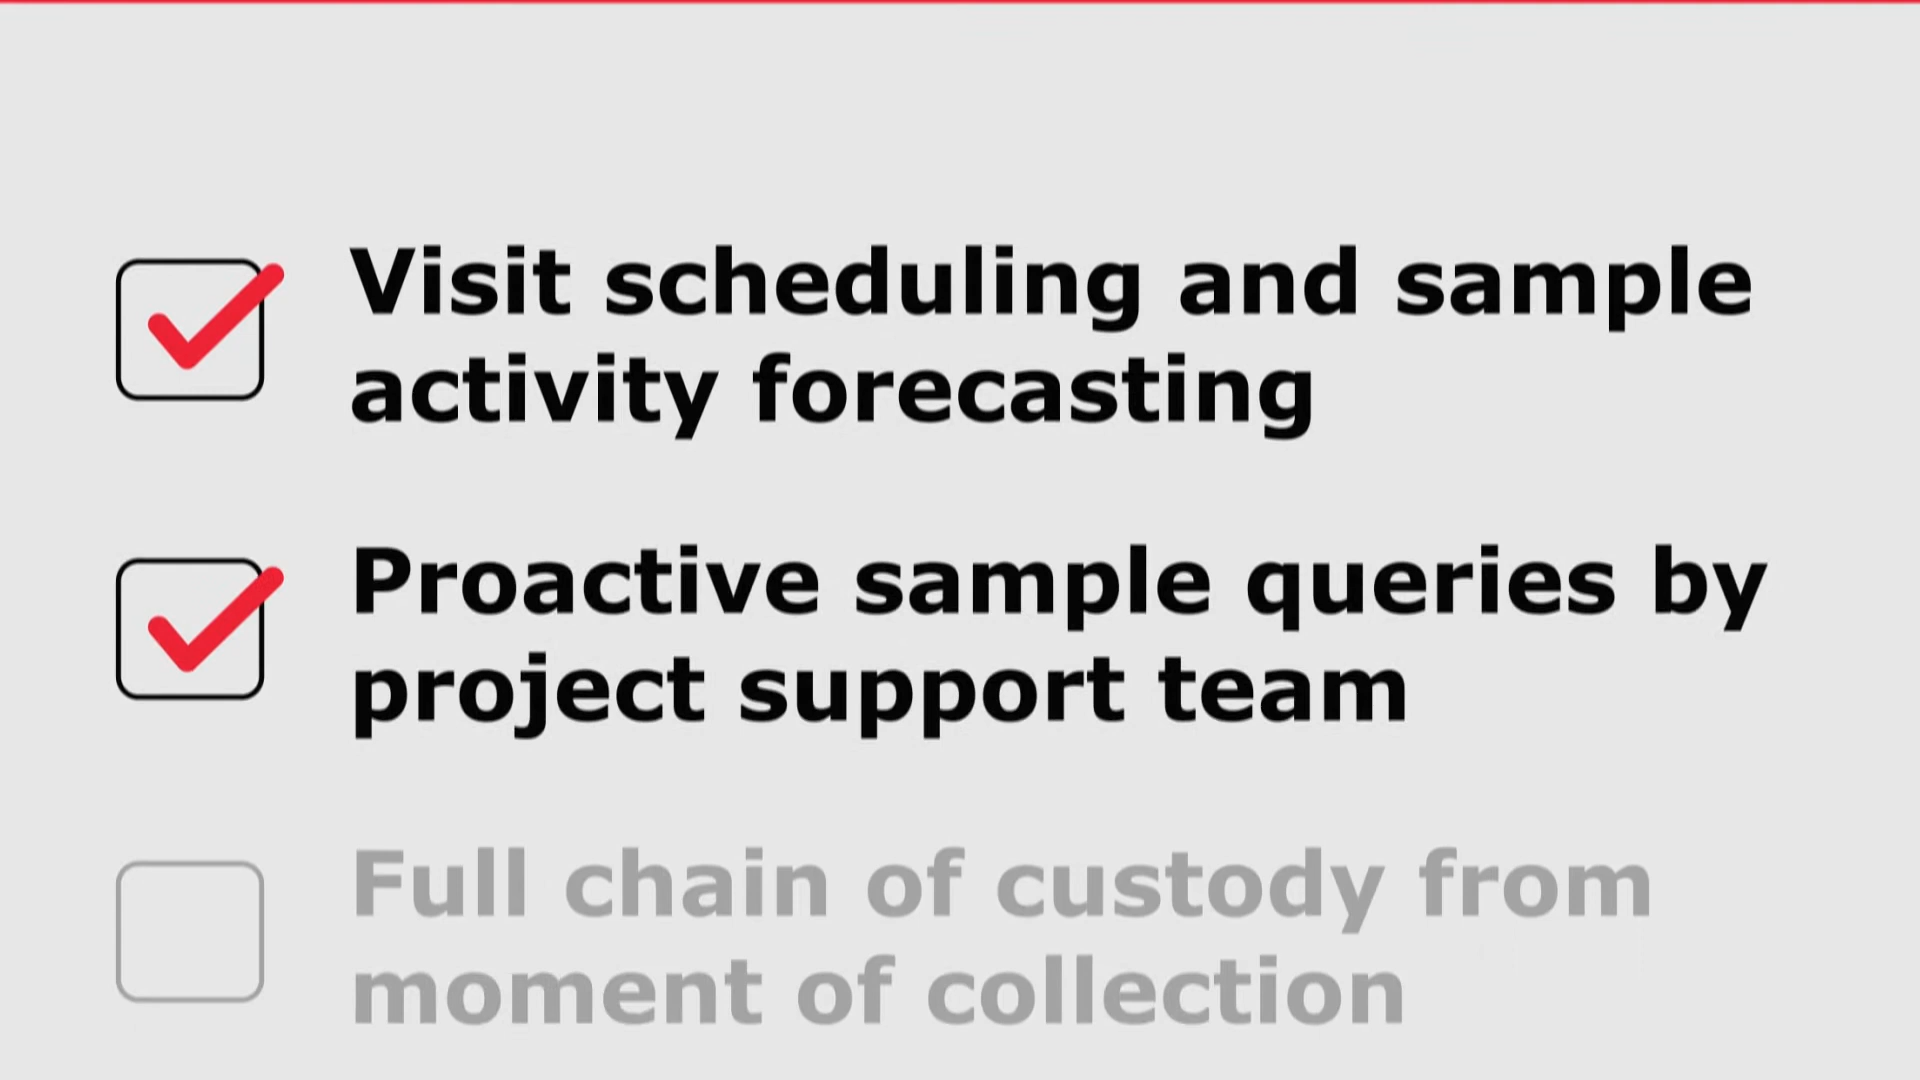 Visit scheduling and sample
activity forecasting
Proactive sample queries by
project support team
Full chain of custody from
moment of collection